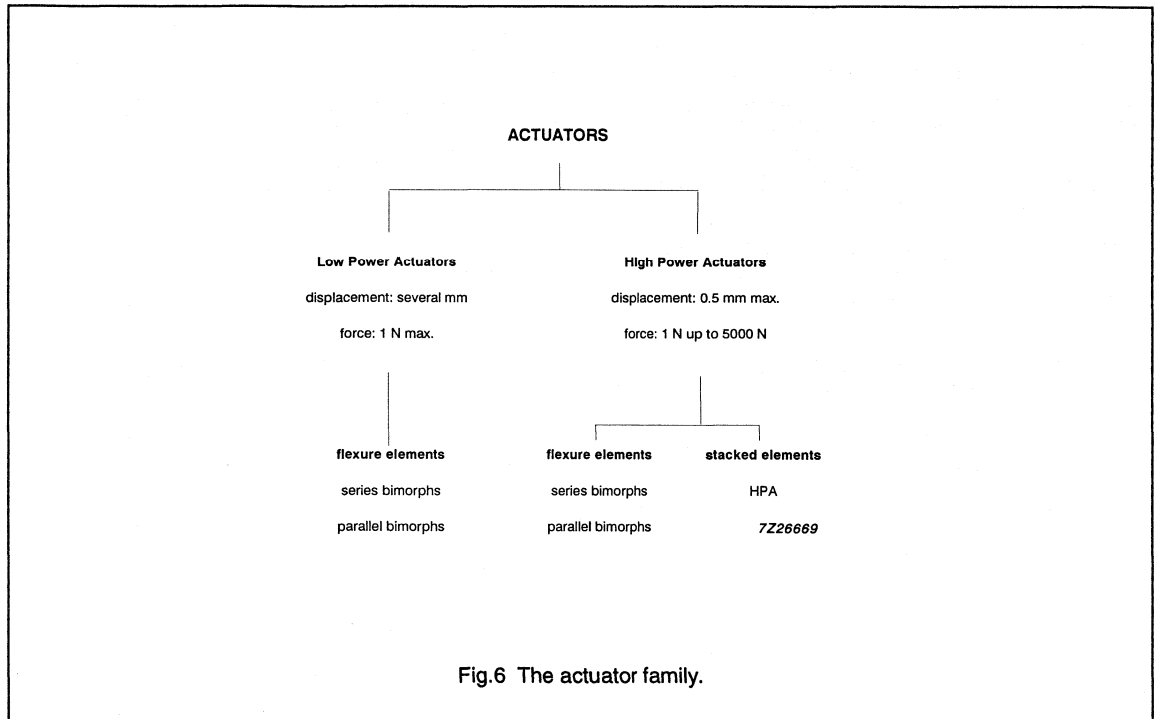 ACTUATORS
Low Power Actuators
displacement: several mm
force: 1 N max.
High Power Actuators
displacement: 0.5 mm max.
force: 1 N up to 5000 N
flexure elements
series bimorphs
parallel bimorphs
flexure elements
series bimorphs
parallel bimorphs
stacked elements
HPA
7Z26669
Fig.6 The actuator family.